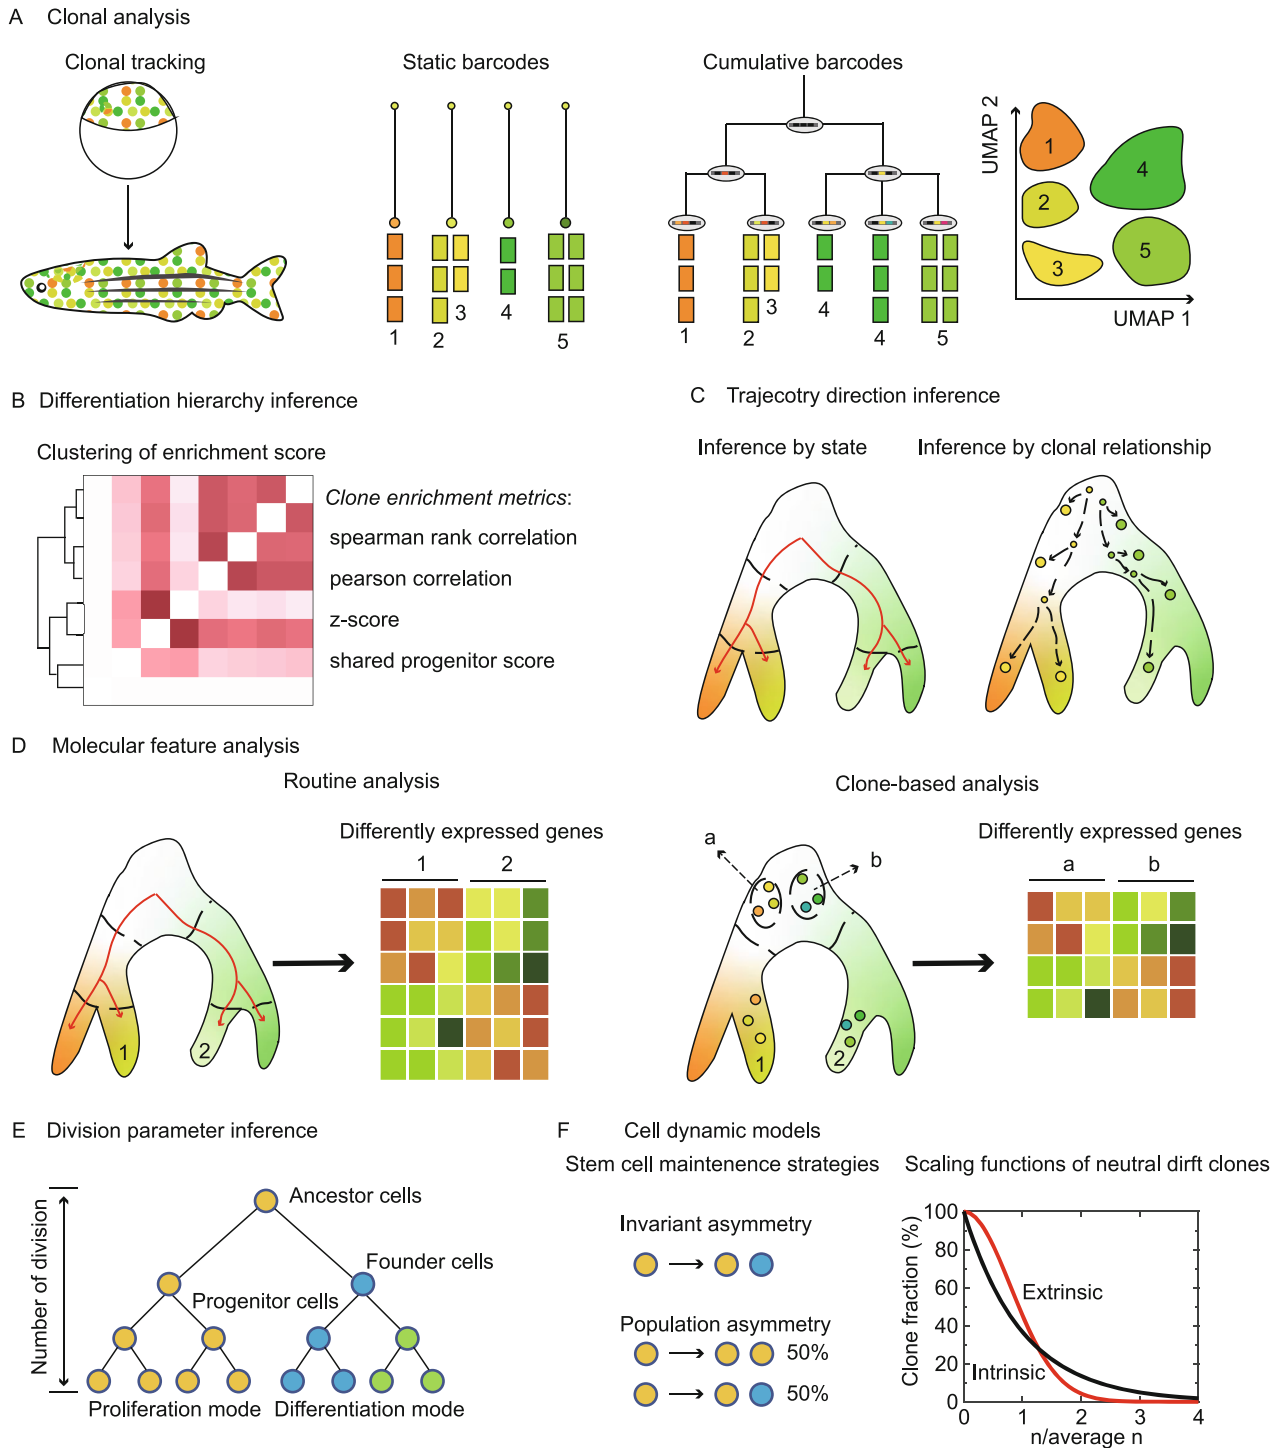 A Clonal analysis
Clonal tracking
Static barcodes
Cumulative barcodes
1
2
3
4
5
1
2
3
4
4
5
UMAP 2
1
2
3
4
5
UMAP 1
B Differentiation hierarchy inference
Clustering of enrichment score
Clone enrichment metrics:
spearman rank correlation
pearson correlation
z-score
shared progenitor score
C Trajecotry direction inference
Inference by state
Inference by clonal relationship
D Molecular feature analysis
Routine analysis
Differently expressed genes
1 2
1
2
Clone-based analysis
Differently expressed genes
a b
a
b
1
2
E Division parameter inference
Number of division
Ancestor cells
Founder cells
Progenitor cells
Proliferation mode
Differentiation mode
F Cell dynamic models
Stem cell maintenence strategies
Invariant asymmetry
Population asymmetry
50%
50%
Scaling functions of neutral dirft clones
Clone fraction (%)
100
80
60
40
20
0
Extrinsic
Intrinsic
0 1 2 3 4
n/average n